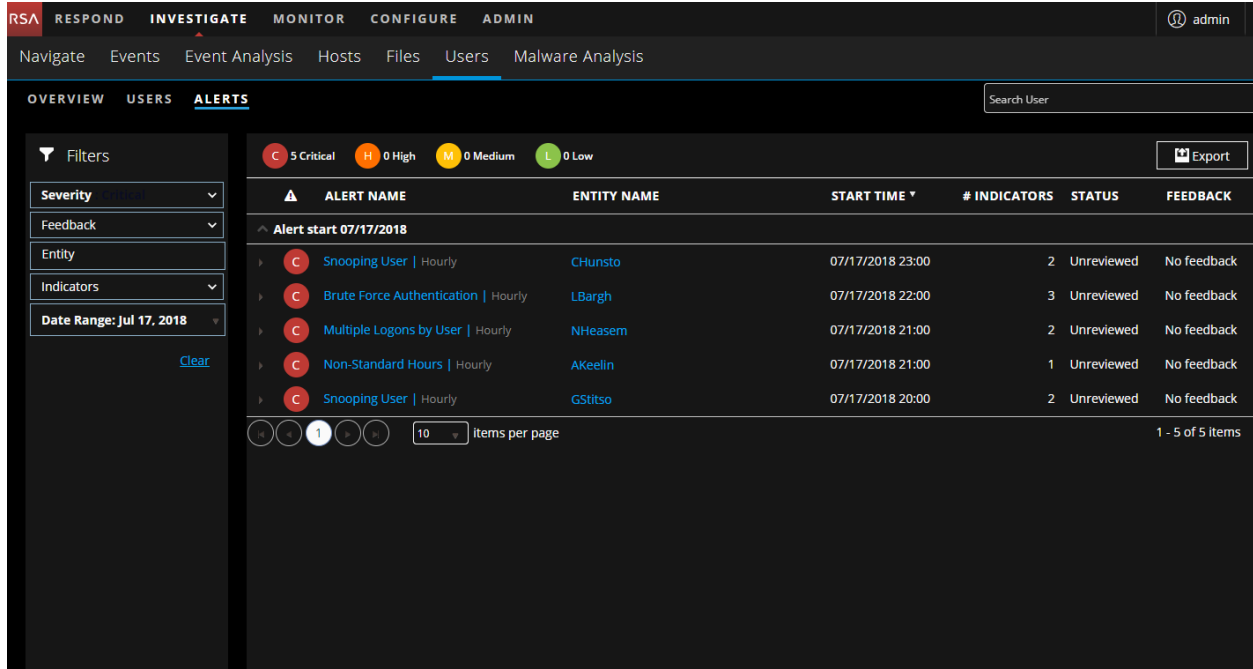 RSA RESPOND INVESTIGATE MONITOR CONFIGURE ADMIN admin
Navigate Events Event Analysis Hosts Files Users Malware Analysis
OVERVIEW USERS ALERTS Search User
Filters
Severity Critical
Feedback
Entity
Indicators
Date Range: Jul 17, 2018
Clear
C 5 Critical H 0 High M 0 Medium L 0 Low Export
ALERT NAME ENTITY NAME START TIME # INDICATORS STATUS FEEDBACK
Alert start 07/17/2018
C Snooping User | Hourly CHunsto 07/17/2018 23:00 2 Unreviewed No feedback
C Brute Force Authentication | Hourly LBargh 07/17/2018 22:00 3 Unreviewed No feedback
C Multiple Logons by User | Hourly NHeasem 07/17/2018 21:00 2 Unreviewed No feedback
C Non-Standard Hours | Hourly AKeelin 07/17/2018 21:00 1 Unreviewed No feedback
C Snooping User | Hourly GStitso 07/17/2018 20:00 2 Unreviewed No feedback
1 10 items per page 1 - 5 of 5 items